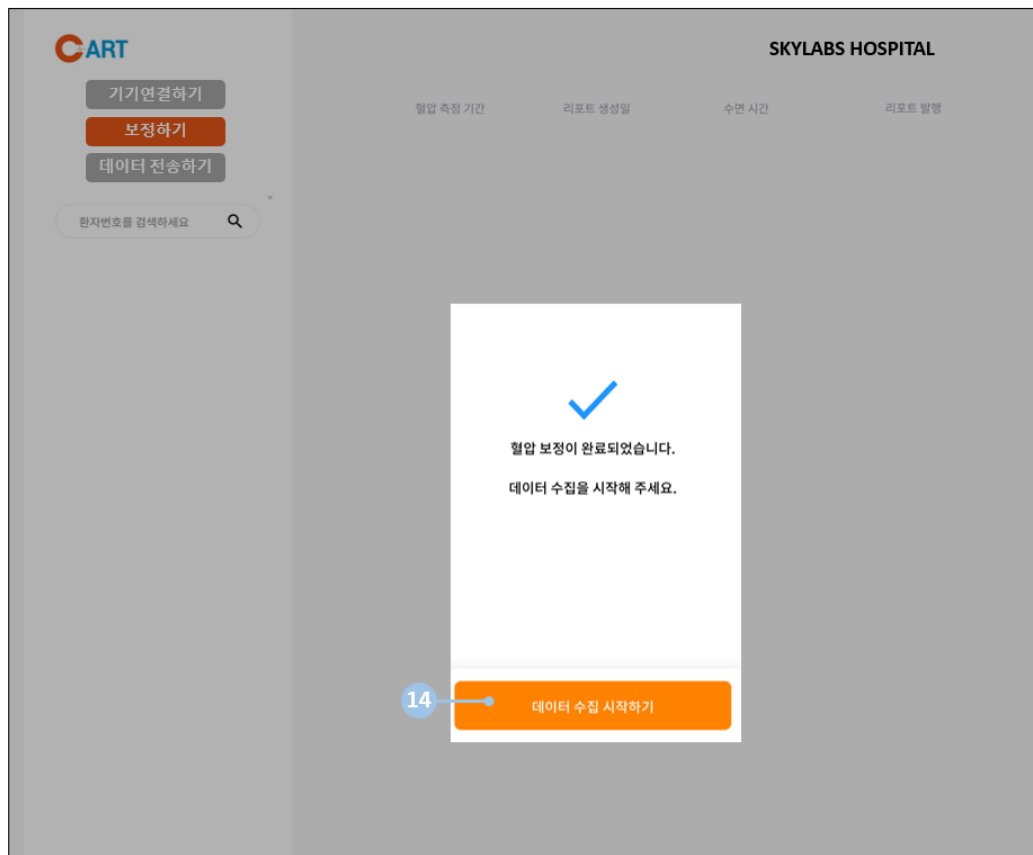 CART
SKYLABS HOSPITAL
기기연결하기
보정하기
데이터 전송하기
환자번호를 검색하세요
혈압 측정 기간 리포트 생성일 수면 시간 리포트 발행
혈압 보정이 완료되었습니다.
데이터 수집을 시작해 주세요.
14 데이터 수집 시작하기